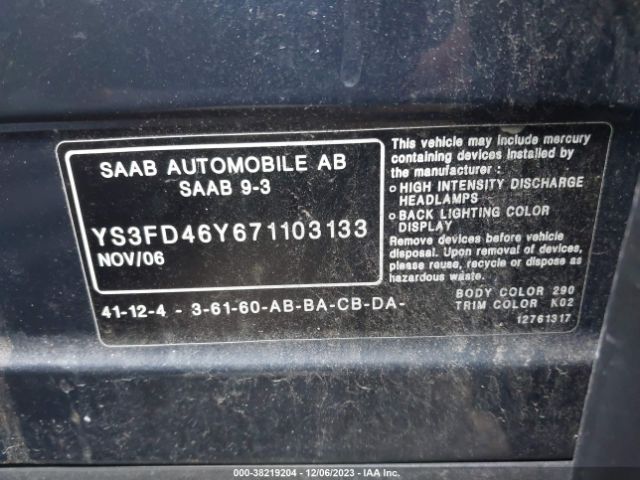 SAAB AUTOMOBILE AB
SAAB 9-3
YS3FD46Y671103133
NOV/06
41-12-4 - 3-61-60-AB-BA-CB-DA-
This vehicle may include mercury
containing devices installed by
the manufacturer :
o HIGH INTENSITY DISCHARGE
HEADLAMPS
o BACK LIGHTING COLOR
DISPLAY
Remove devices before vehicle
disposal. Upon removal of devices,
please reuse, recycle or dispose as
hazardous waste.
BODY COLOR 290
TRIM COLOR K02
12761317
000-38219204 - 12/06/2023 - IAA Inc.